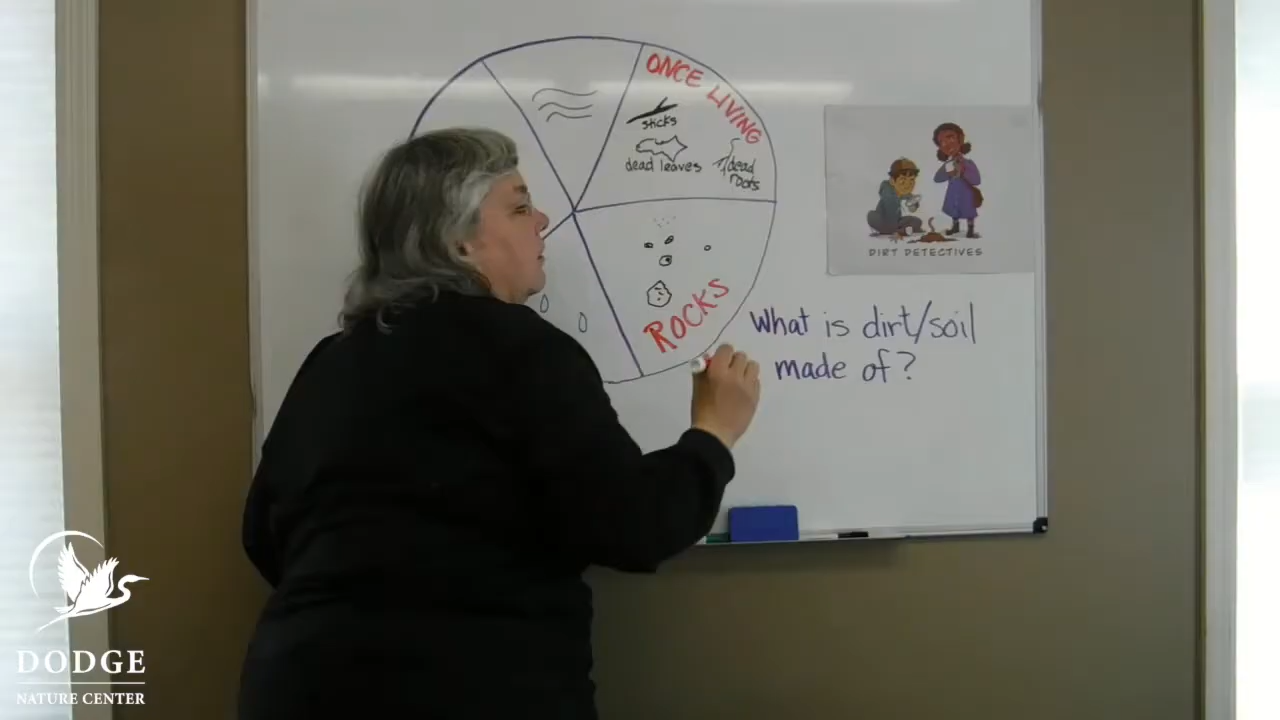 ONCE LIVING
sticks
dead leaves
dead
roots
ROCKS
DIRT DETECTIVES
What is dirt/soil
made of?
DODGE
NATURE CENTER